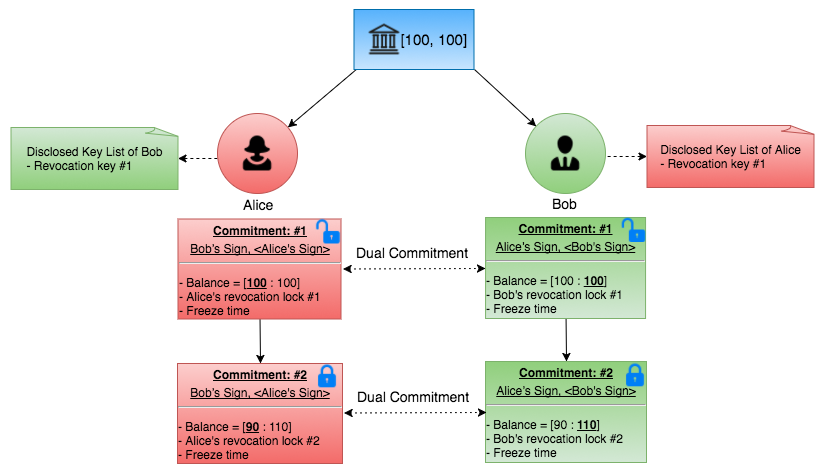 [100, 100]
Disclosed Key List of Bob
- Revocation key #1
Disclosed Key List of Alice
- Revocation key #1
Alice
Bob
Commitment: #1
Bob's Sign, <Alice's Sign>
- Balance = [100 : 100]
- Alice's revocation lock #1
- Freeze time
Dual Commitment
Commitment: #1
Alice's Sign, <Bob's Sign>
- Balance = [100 : 100]
- Bob's revocation lock #1
- Freeze time
Commitment: #2
Bob's Sign, <Alice's Sign>
- Balance = [90 : 110]
- Alice's revocation lock #2
- Freeze time
Dual Commitment
Commitment: #2
Alice's Sign, <Bob's Sign>
- Balance = [90 : 110]
- Bob's revocation lock #2
- Freeze time